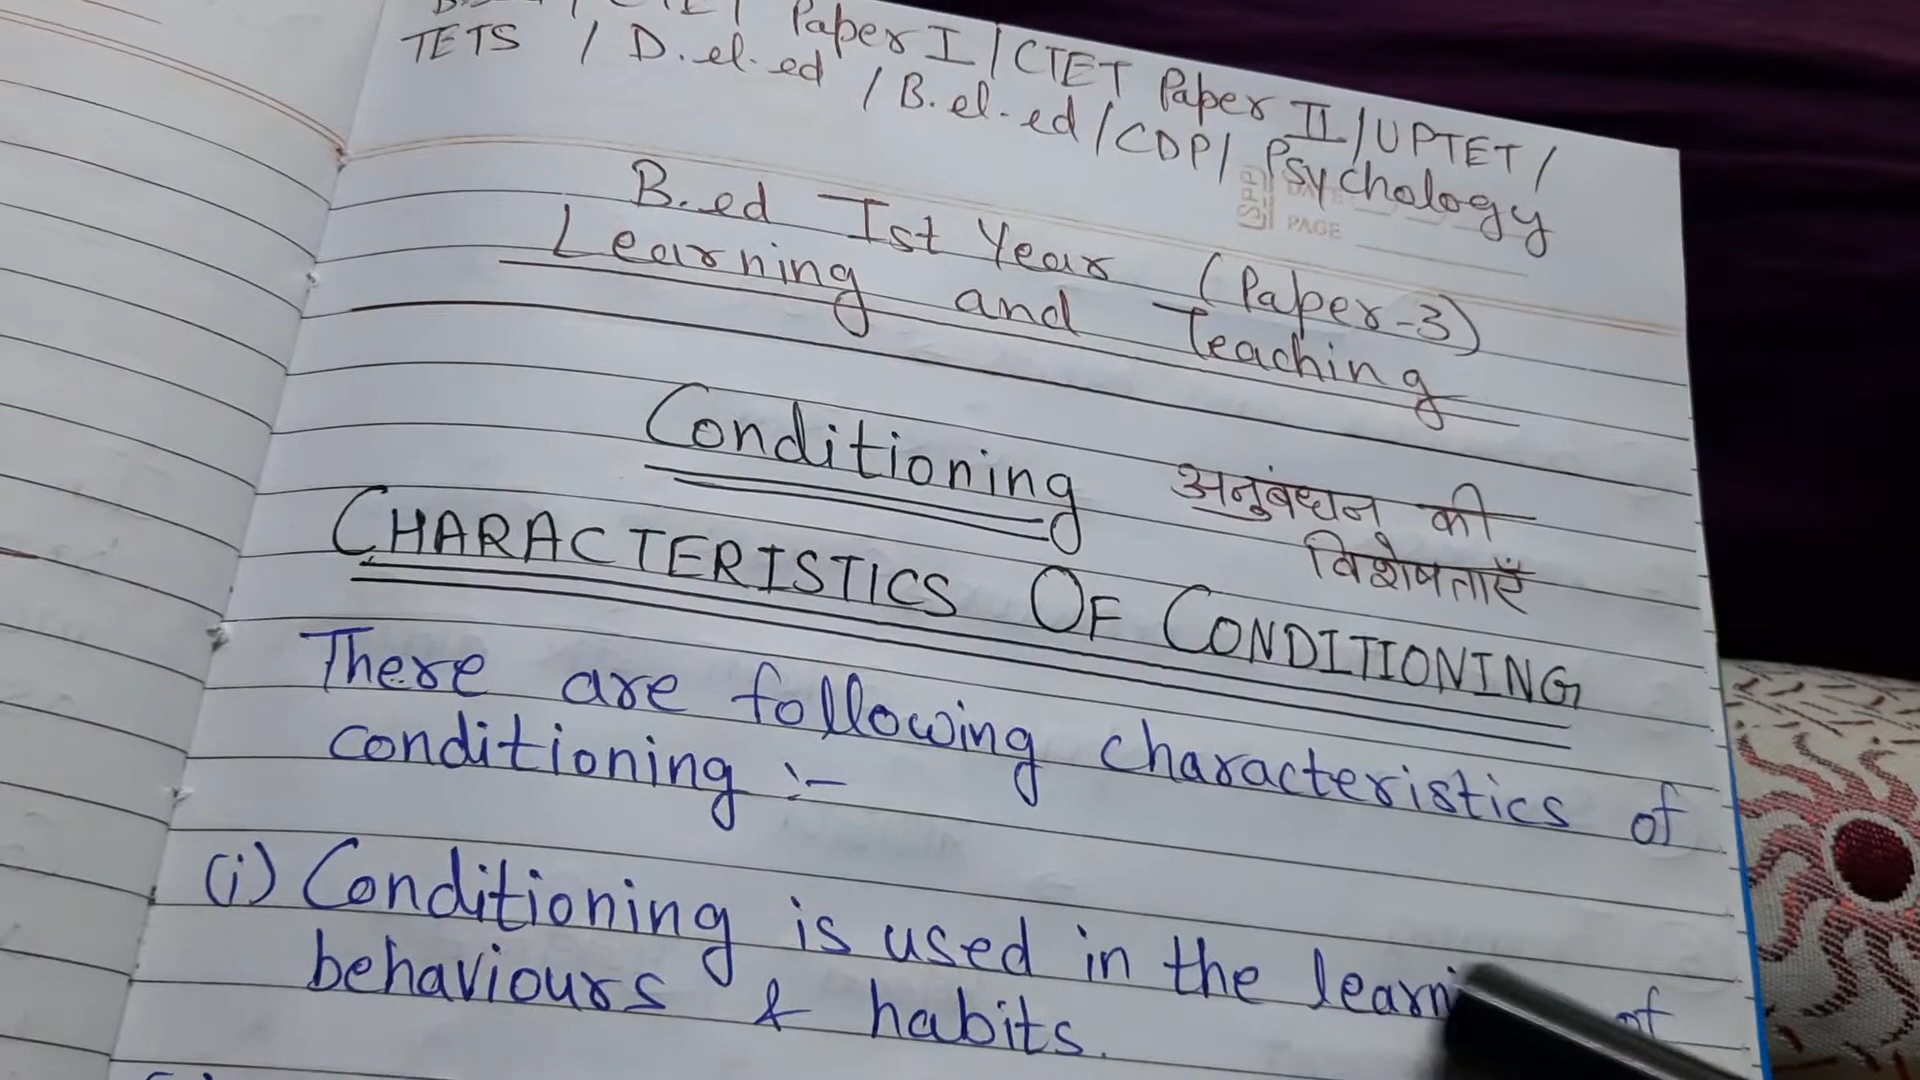 Paper I / CTET Paper II / UPTET /
TETS / D.el.ed / B.el.ed / CDP / Psychology
PAGE
B.ed Ist Year (Paper-3)
Learning and Teaching
Conditioning
अनुबंधन की
विशेषताएँ
CHARACTERISTICS OF CONDITIONING
There are following characteristics of
conditioning :-
(i) Conditioning is used in the of
behaviours & habits.